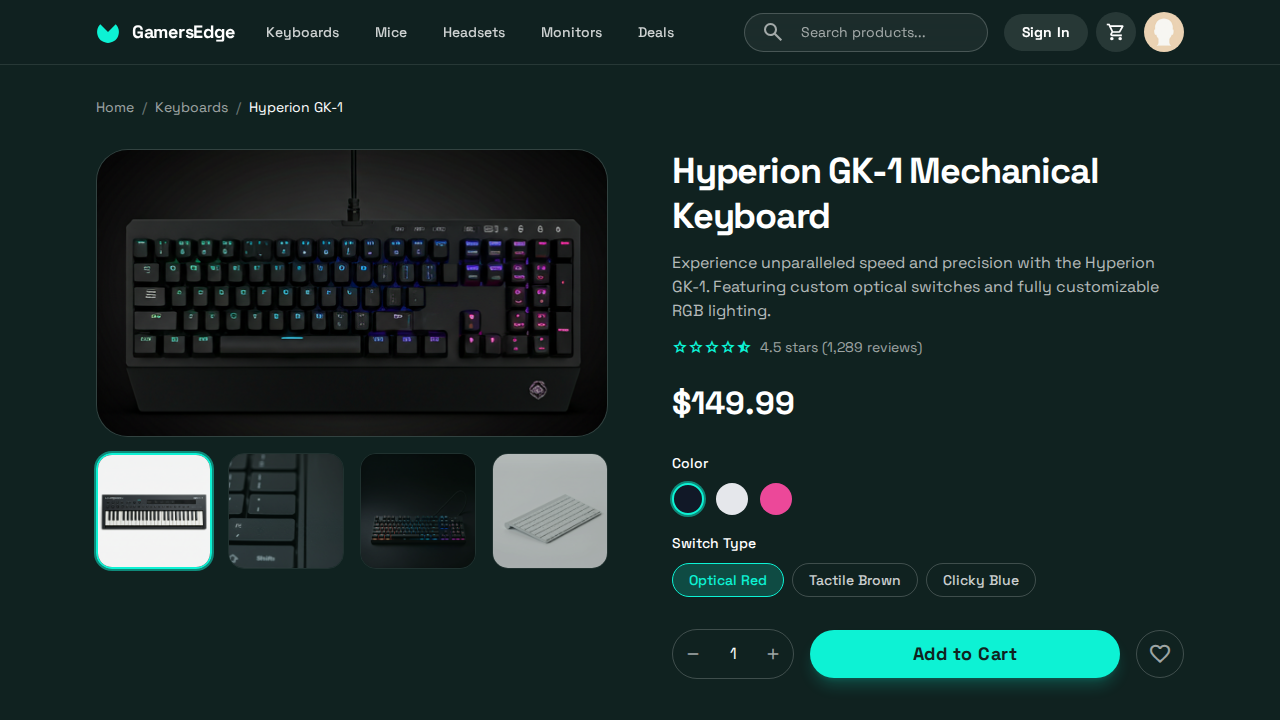 GamersEdge
Keyboards
Mice
Headsets
Monitors
Deals
Search products...
Sign In
Home / Keyboards / Hyperion GK-1
Hyperion GK-1 Mechanical
Keyboard
Experience unparalleled speed and precision with the Hyperion
GK-1. Featuring custom optical switches and fully customizable
RGB lighting.
4.5 stars (1,289 reviews)
$149.99
Color
Switch Type
Optical Red
Tactile Brown
Clicky Blue
− 1 +
Add to Cart